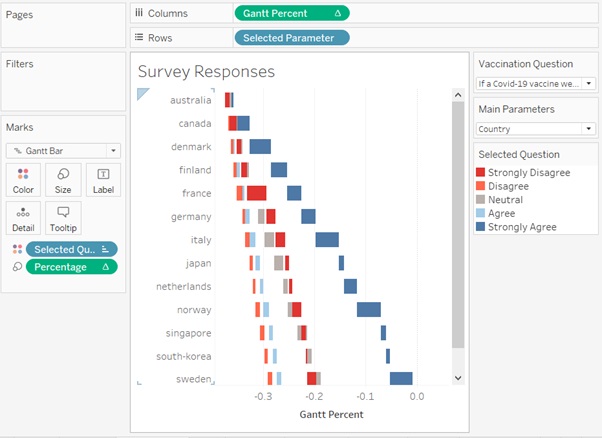 Pages
iii Columns
Gantt Percent Δ
Rows
Selected Parameter
Filters
Marks
Gantt Bar
Color
Size
Label
Detail
Tooltip
Selected Qu..
Percentage Δ
Survey Responses
australia
canada
denmark
finland
france
germany
italy
japan
netherlands
norway
singapore
south-korea
sweden
-0.3
-0.2
-0.1
0.0
Gantt Percent
Vaccination Question
If a Covid-19 vaccine we...
Main Parameters
Country
Selected Question
Strongly Disagree
Disagree
Neutral
Agree
Strongly Agree